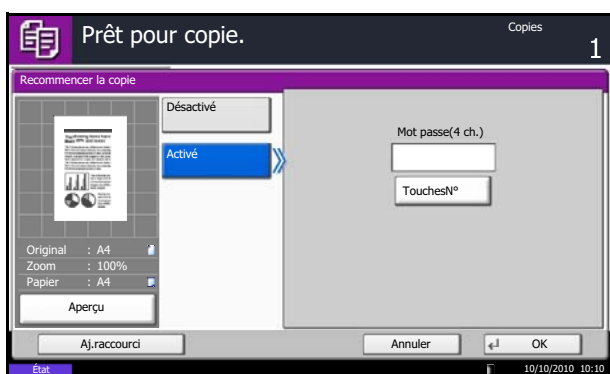 Prêt pour copie.
Copies
1
Recommencer la copie
Désactivé
Activé
Mot passe(4 ch.)
TouchesN°
Original : A4
Zoom : 100%
Papier : A4
Aperçu
Aj.raccourci
Annuler
OK
État
10/10/2010 10:10